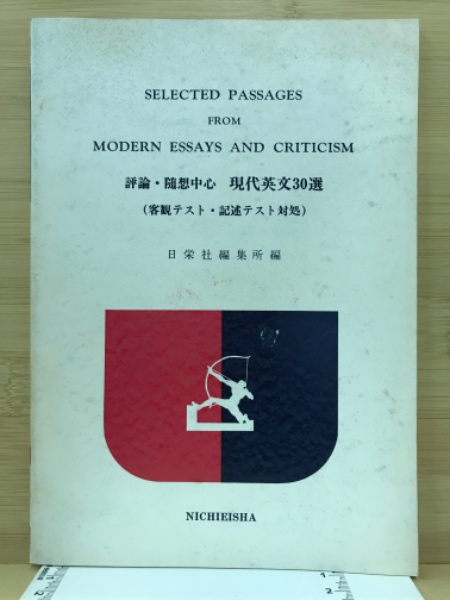 SELECTED PASSAGES
FROM
MODERN ESSAYS AND CRITICISM
評論・随想中心 現代英文30選
(客観テスト・記述テスト対処)
日栄社編集所編
NICHIEISHA